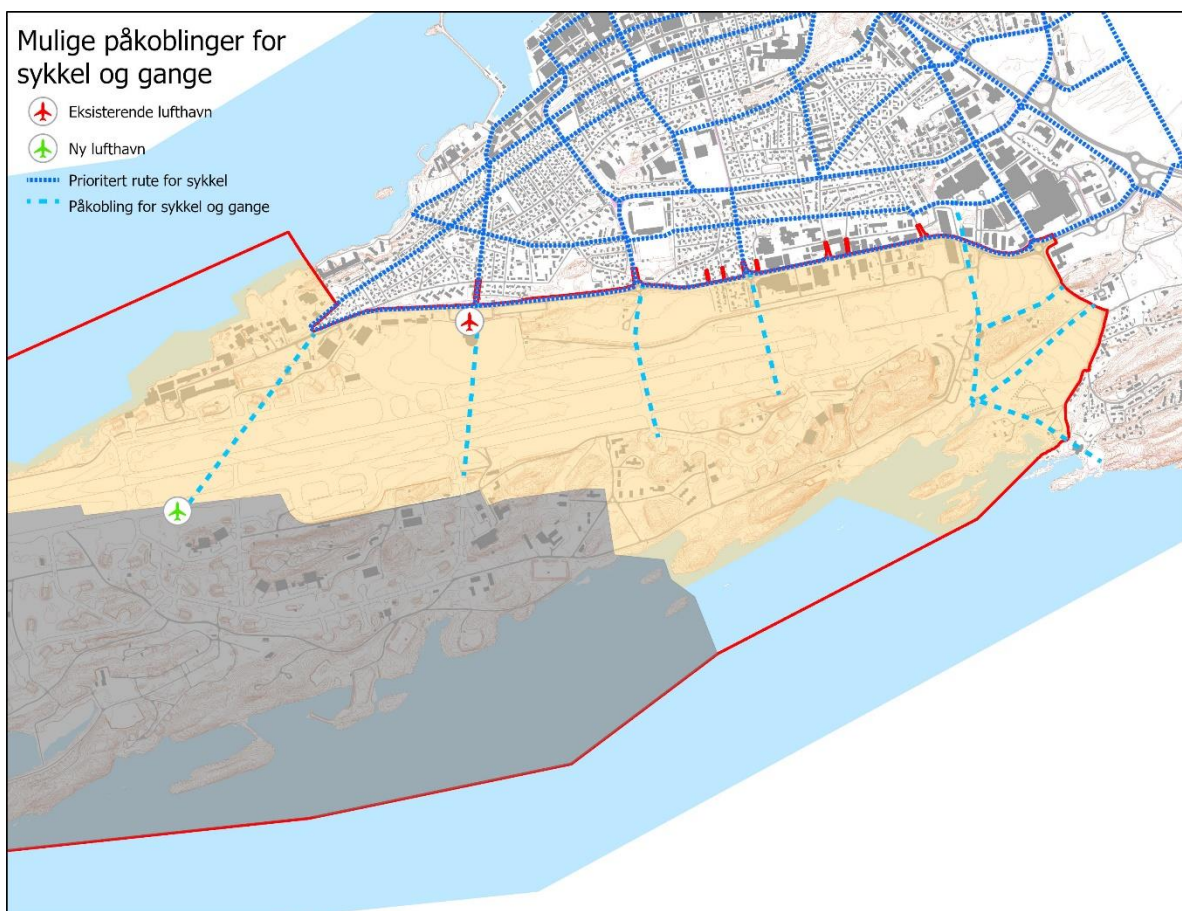 Mulige påkoblinger for
sykkel og gange
Eksisterende lufthavn
Ny lufthavn
Prioritert rute for sykkel
Påkobling for sykkel og gange